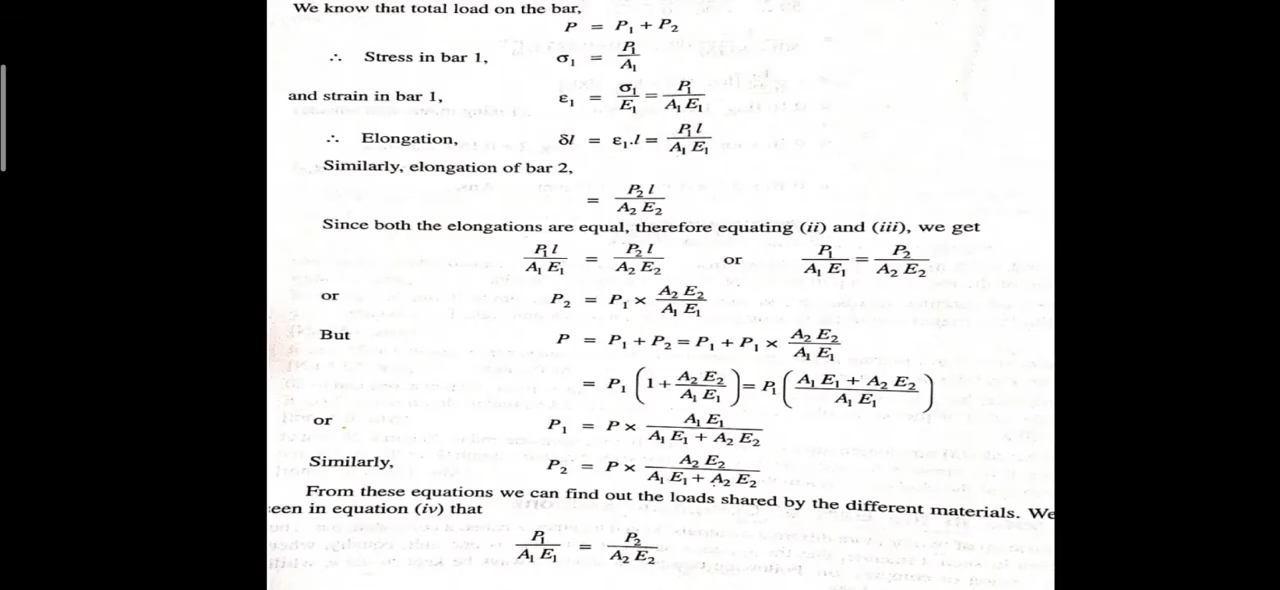 We know that total load on the bar,
P = P₁ + P₂
∴ Stress in bar 1, σ₁ = P₁/A₁
and strain in bar 1, ε₁ = σ₁/E₁ = P₁/A₁ E₁
∴ Elongation, δl = ε₁.l = P₁ l/A₁ E₁
Similarly, elongation of bar 2,
= P₂ l/A₂ E₂
Since both the elongations are equal, therefore equating (ii) and (iii), we get
P₁ l/A₁ E₁ = P₂ l/A₂ E₂ or P₁/A₁ E₁ = P₂/A₂ E₂
or P₂ = P₁ × A₂ E₂/A₁ E₁
But P = P₁ + P₂ = P₁ + P₁ × A₂ E₂/A₁ E₁
= P₁ (1 + A₂ E₂/A₁ E₁) = P₁ (A₁ E₁ + A₂ E₂/A₁ E₁)
or P₁ = P × A₁ E₁/A₁ E₁ + A₂ E₂
Similarly, P₂ = P × A₂ E₂/A₁ E₁ + A₂ E₂
From these equations we can find out the loads shared by the different materials. We
een in equation (iv) that
P₁/A₁ E₁ = P₂/A₂ E₂